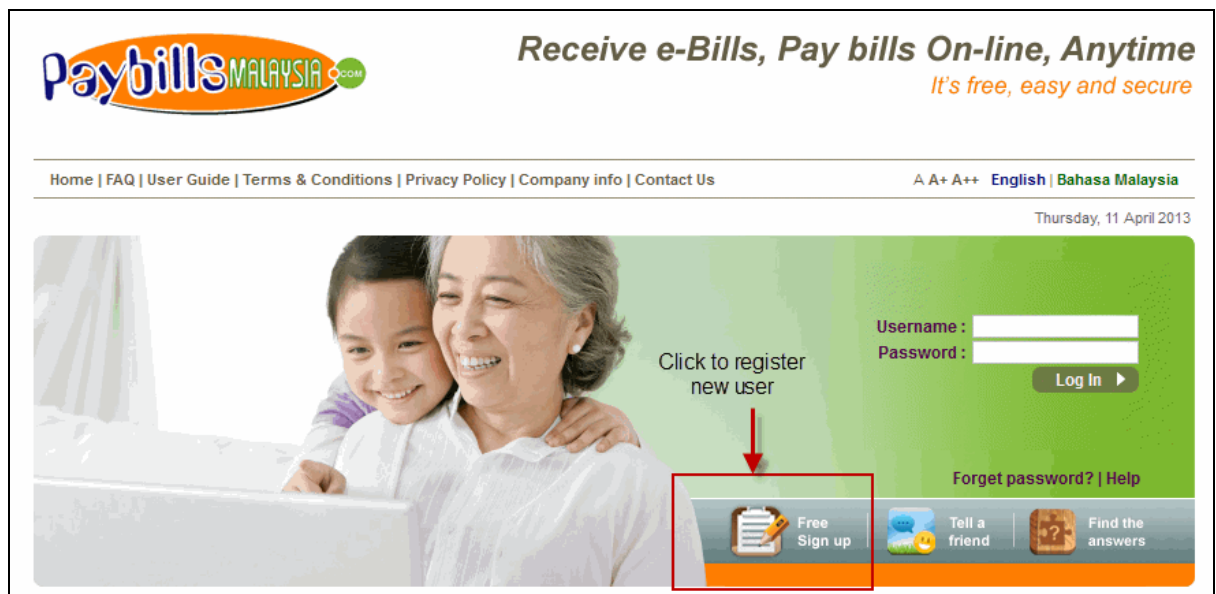 Paybills MALAYSIA .COM
Receive e-Bills, Pay bills On-line, Anytime
It's free, easy and secure
Home | FAQ | User Guide | Terms & Conditions | Privacy Policy | Company info | Contact Us
A A+ A++ English | Bahasa Malaysia
Thursday, 11 April 2013
Username :
Password :
Log In
Click to register
new user
Forget password? | Help
Free
Sign up
Tell a
friend
?
Find the
answers